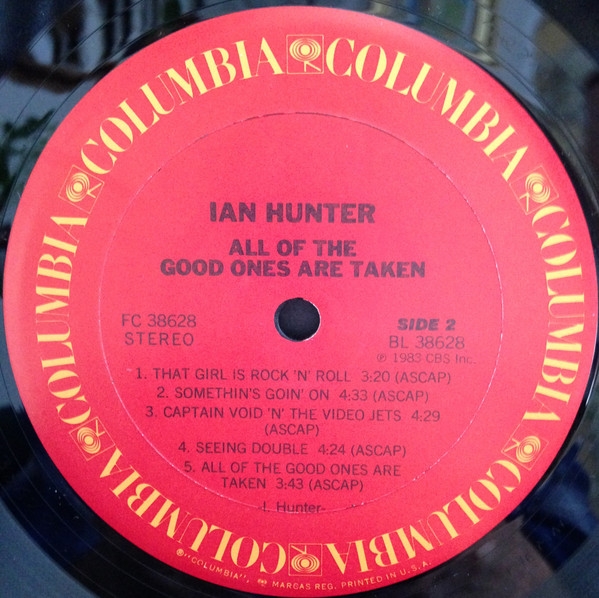 COLUMBIA COLUMBIA COLUMBIA COLUMBIA COLUMBIA COLUMBIA COLUMBIA
IAN HUNTER
ALL OF THE
GOOD ONES ARE TAKEN
FC 38628
STEREO
SIDE 2
BL 38628
℗ 1983 CBS Inc.
1. THAT GIRL IS ROCK 'N' ROLL 3:20 (ASCAP)
2. SOMETHIN'S GOIN' ON 4:33 (ASCAP)
3. CAPTAIN VOID 'N' THE VIDEO JETS 4:29
(ASCAP)
4. SEEING DOUBLE 4:24 (ASCAP)
5. ALL OF THE GOOD ONES ARE
TAKEN 3:43 (ASCAP)
-I. Hunter-
®"COLUMBIA", MARCAS REG. PRINTED IN U.S.A.